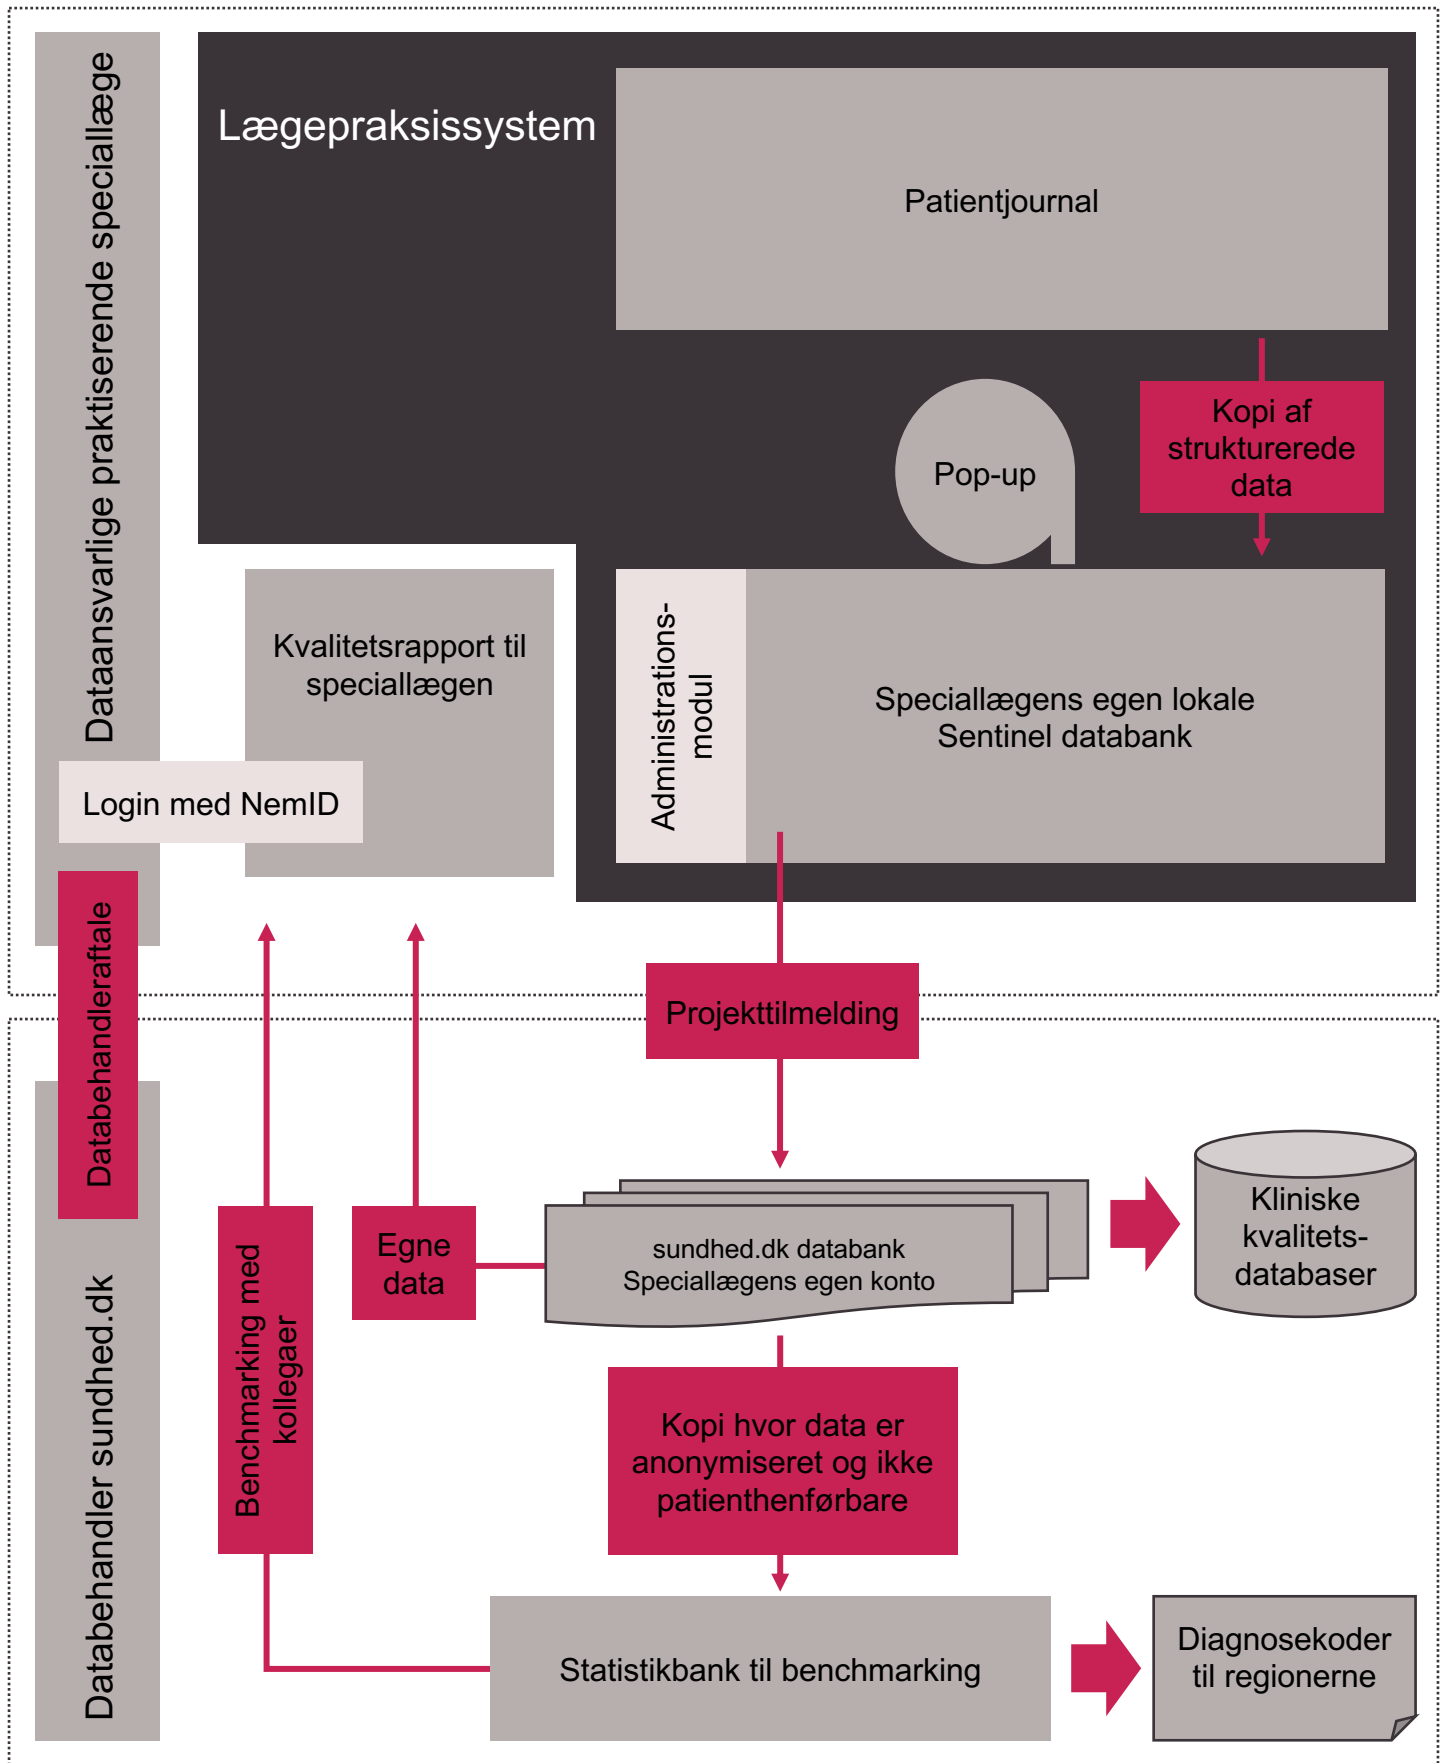 Dataansvarlige praktiserende speciallæge
Lægepraksissystem
Patientjournal
Kopi af
strukturerede
data
Pop-up
Kvalitetsrapport til
speciallægen
Administrations-
modul
Speciallægens egen lokale
Sentinel databank
Login med NemID
Databehandleraftale
Projekttilmelding
Databehandler sundhed.dk
Benchmarking med
kollegaer
Egne
data
sundhed.dk databank
Speciallægens egen konto
Kliniske
kvalitets-
databaser
Kopi hvor data er
anonymiseret og ikke
patienthenførbare
Statistikbank til benchmarking
Diagnosekoder
til regionerne